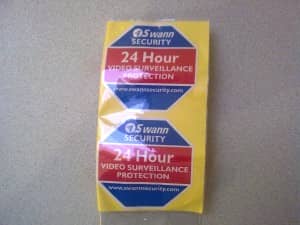 Swann
SECURITY
24 Hour
VIDEO SURVEILLANCE
PROTECTION
www.swannsecurity.com
Swann
SECURITY
24 Hour
VIDEO SURVEILLANCE
PROTECTION
www.swannsecurity.com